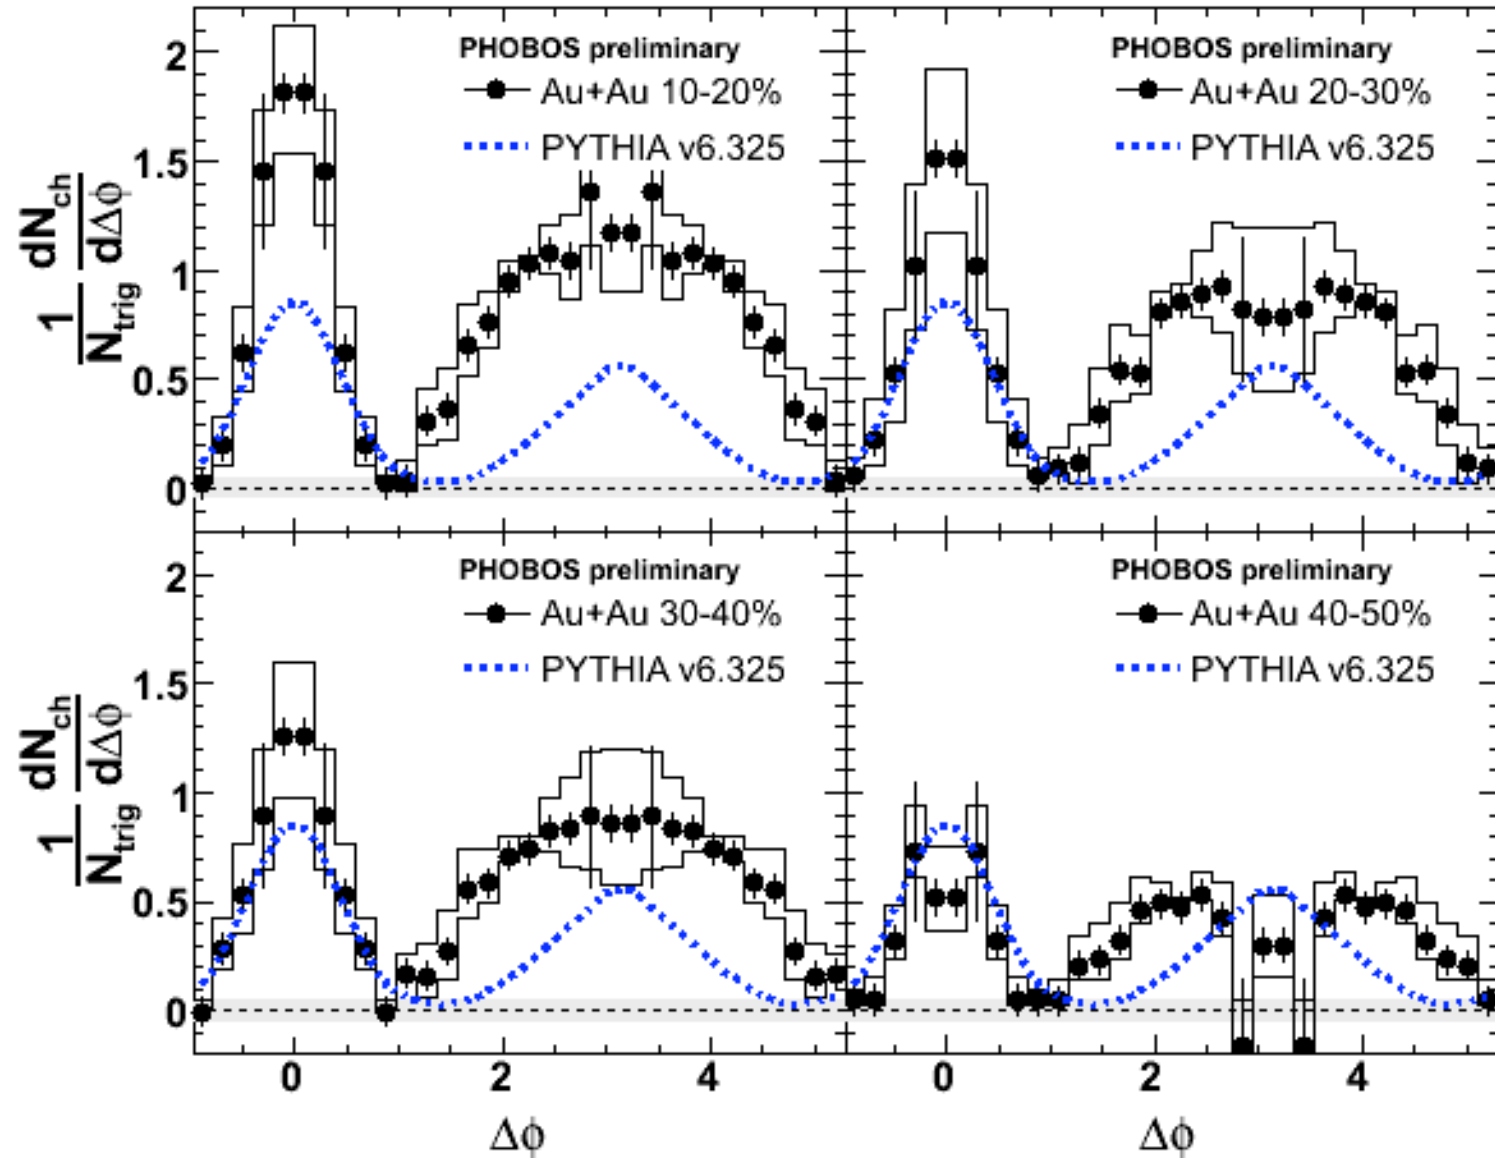 PHOBOS preliminary
Au+Au 10-20%
PYTHIA v6.325
PHOBOS preliminary
Au+Au 20-30%
PYTHIA v6.325
2
1.5
1
0.5
0
1 dN_ch
N_trig dΔϕ
PHOBOS preliminary
Au+Au 30-40%
PYTHIA v6.325
PHOBOS preliminary
Au+Au 40-50%
PYTHIA v6.325
2
1.5
1
0.5
0
1 dN_ch
N_trig dΔϕ
0 2 4
0 2 4
Δϕ
Δϕ